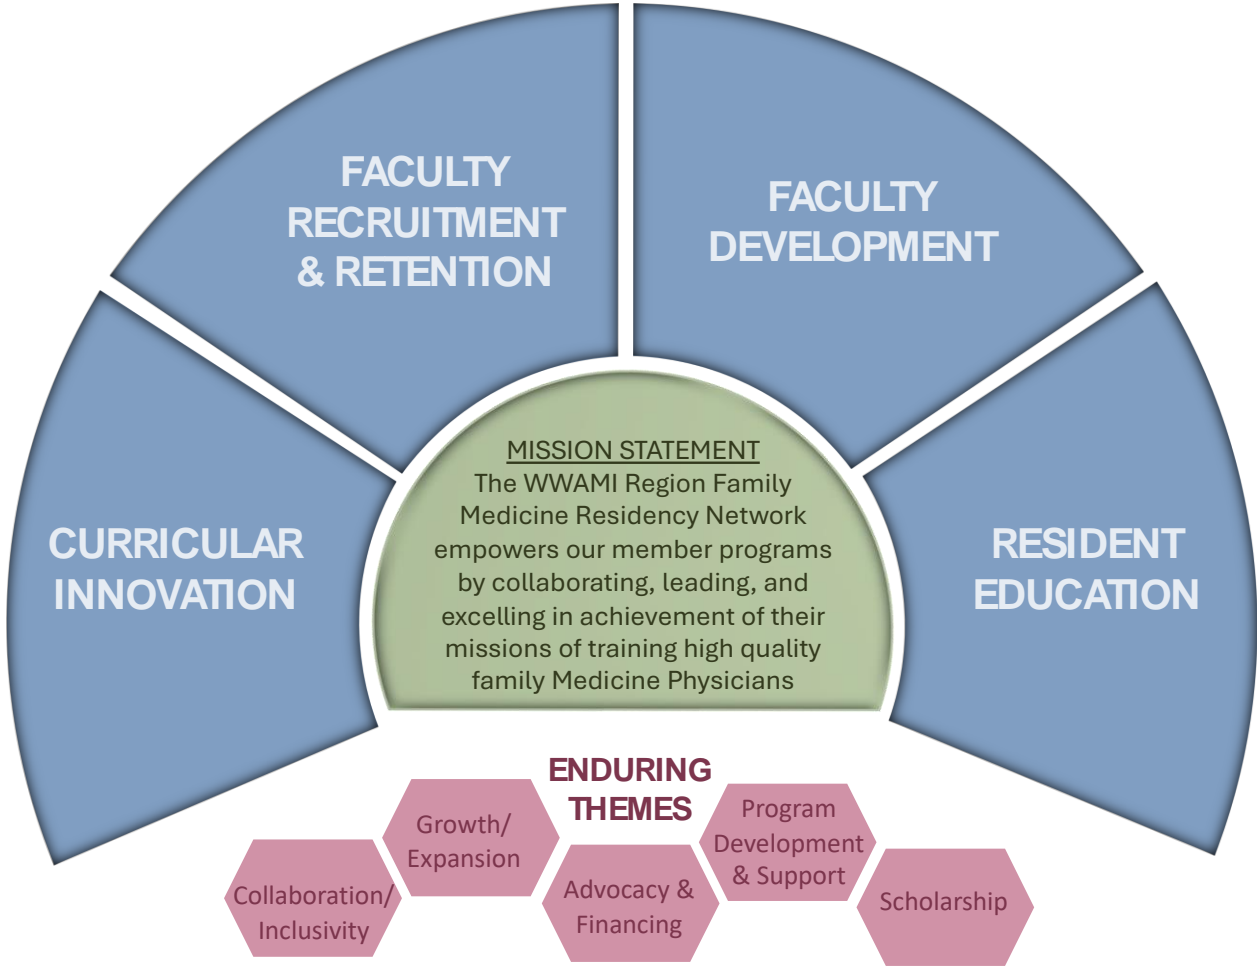 FACULTY
RECRUITMENT
& RETENTION
FACULTY
DEVELOPMENT
CURRICULAR
INNOVATION
RESIDENT
EDUCATION
MISSION STATEMENT
The WWAMI Region Family
Medicine Residency Network
empowers our member programs
by collaborating, leading, and
excelling in achievement of their
missions of training high quality
family Medicine Physicians
ENDURING
THEMES
Collaboration/
Inclusivity
Growth/
Expansion
Advocacy &
Financing
Program
Development
& Support
Scholarship